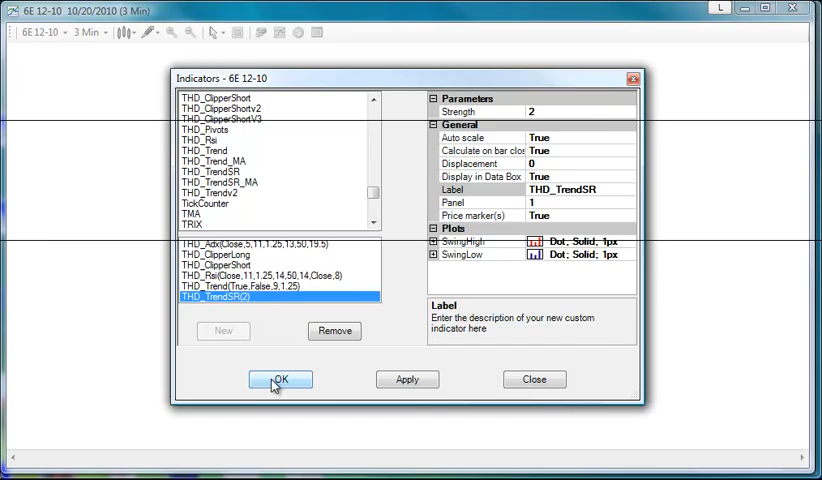 6E 12-10 10/20/2010 (3 Min)
L
6E 12-10
3 Min
Indicators - 6E 12-10
THD_ClipperShort
THD_ClipperShortv2
THD_ClipperShortV3
THD_Pivots
THD_Rsi
THD_Trend
THD_Trend_MA
THD_TrendSR
THD_TrendSR_MA
THD_Trendv2
TickCounter
TMA
TRIX
THD_Adx(Close,5,11,1.25,13,50,19.5)
THD_ClipperLong
THD_ClipperShort
THD_Rsi(Close,11,1.25,14,50,14,Close,8)
THD_Trend(True,False,9,1.25)
THD_TrendSR(2)
New
Remove
Parameters
Strength 2
General
Auto scale True
Calculate on bar clos True
Displacement 0
Display in Data Box True
Label THD_TrendSR
Panel 1
Price marker(s) True
Plots
SwingHigh Dot; Solid; 1px
SwingLow Dot; Solid; 1px
Label
Enter the description of your new custom
indicator here
OK
Apply
Close